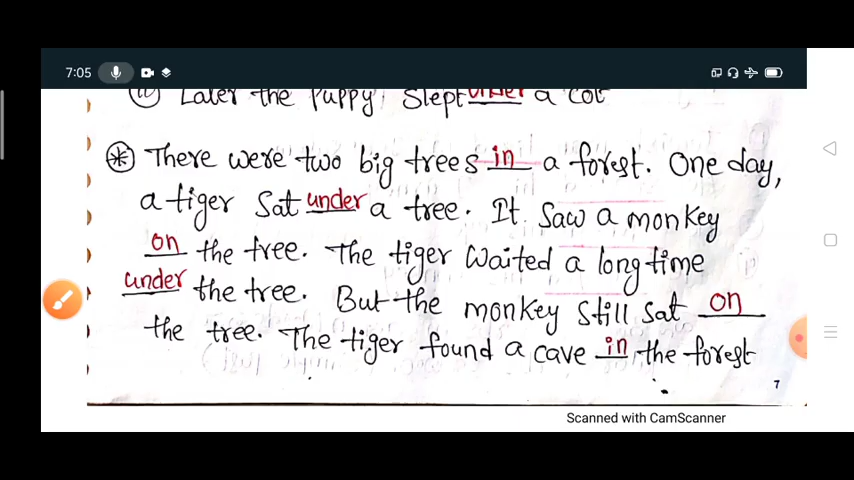 7:05
(ii) Later the puppy slept under a cot
* There were two big trees in a forest. One day,
a tiger sat under a tree. It saw a monkey
on the tree. The tiger waited a long time
under the tree. But the monkey still sat on
the tree. The tiger found a cave in the forest
7
Scanned with CamScanner